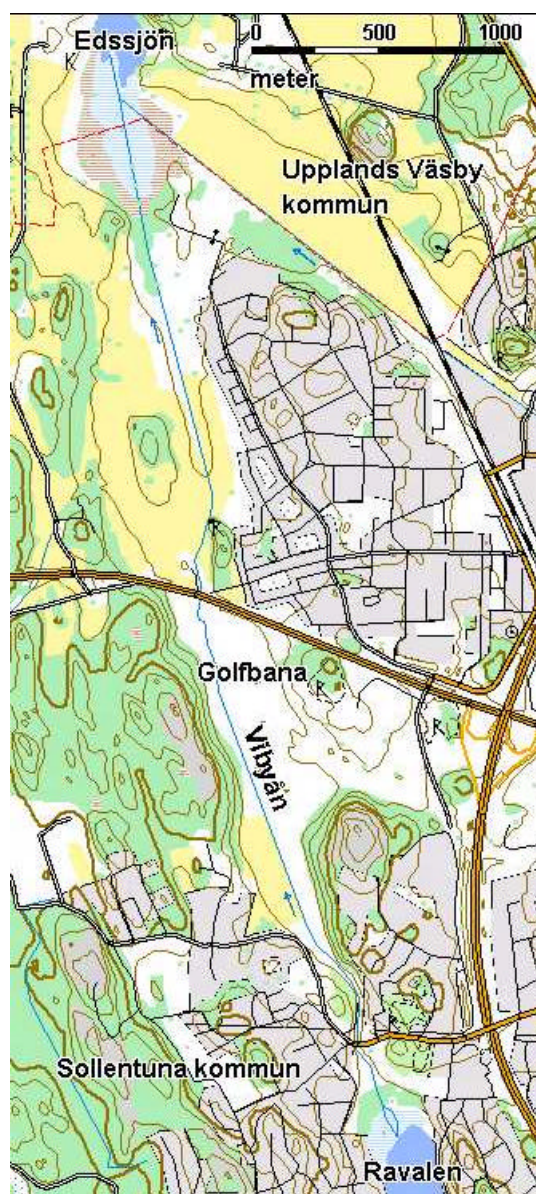 Edssjön
0 500 1000
K
meter
Upplands Väsby
kommun
Golfbana
R
R
Vibyån
Sollentuna kommun
Ravalen